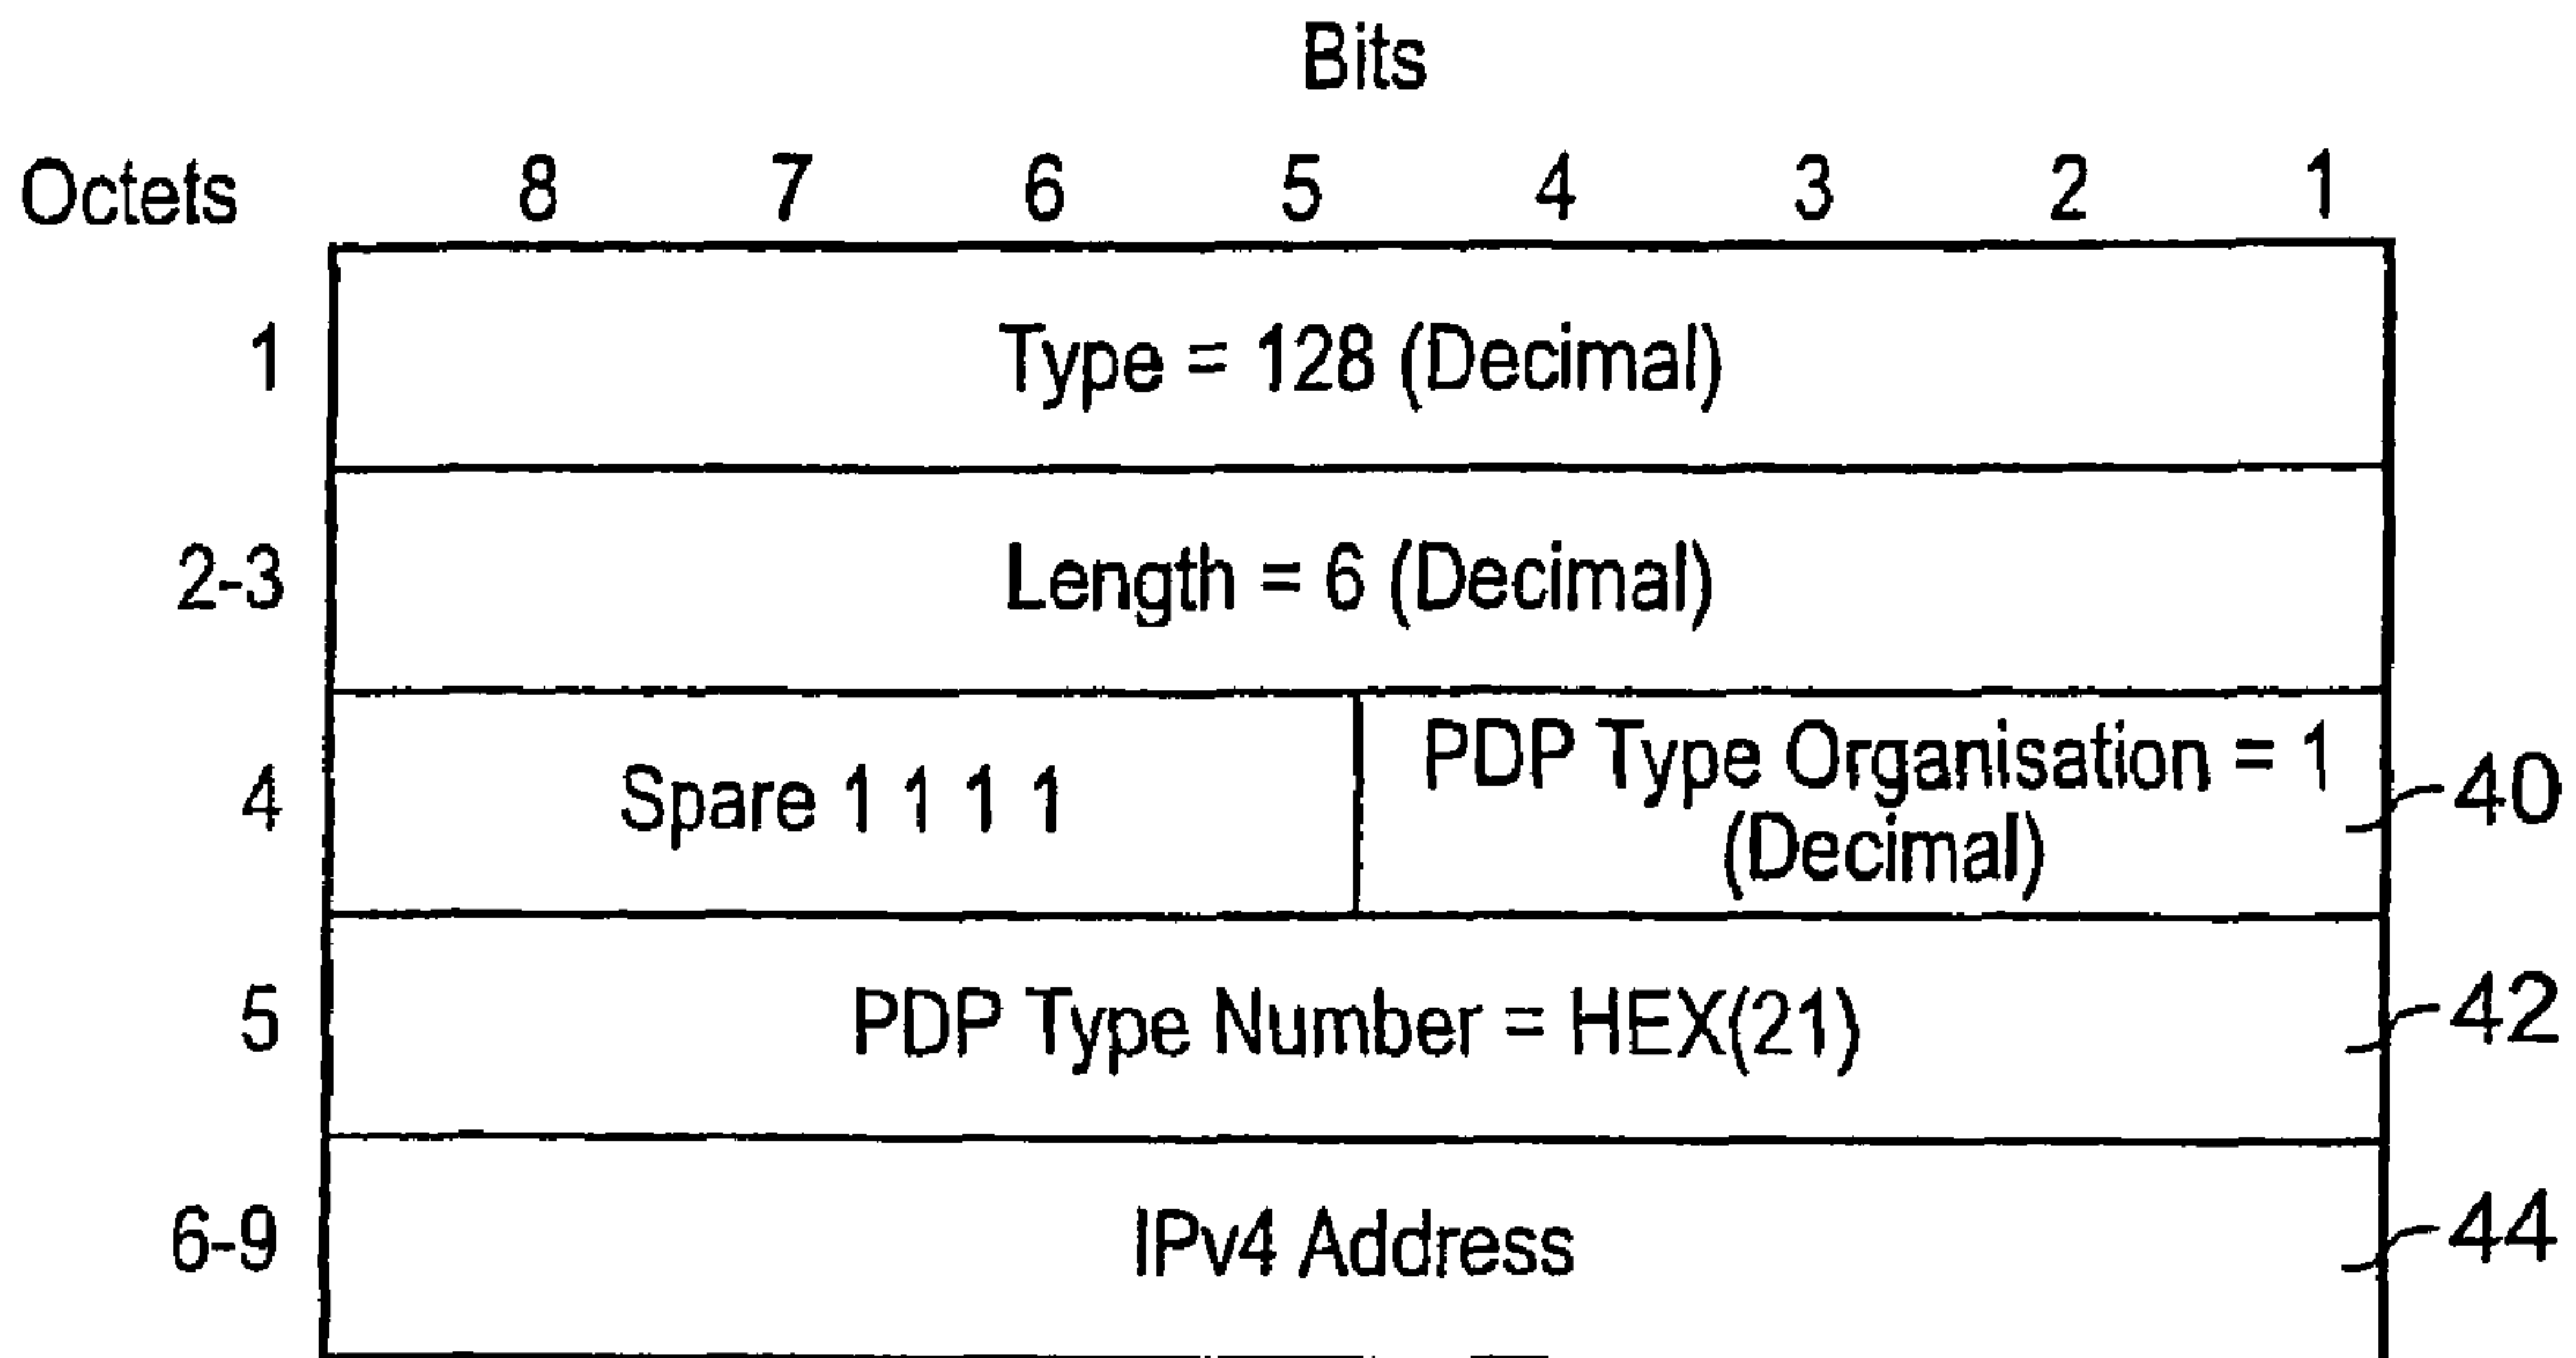 Bits
Octets 8 7 6 5 4 3 2 1
1 Type = 128 (Decimal)
2-3 Length = 6 (Decimal)
4 Spare 1 1 1 1 PDP Type Organisation = 1 (Decimal) 40
5 PDP Type Number = HEX(21) 42
6-9 IPv4 Address 44